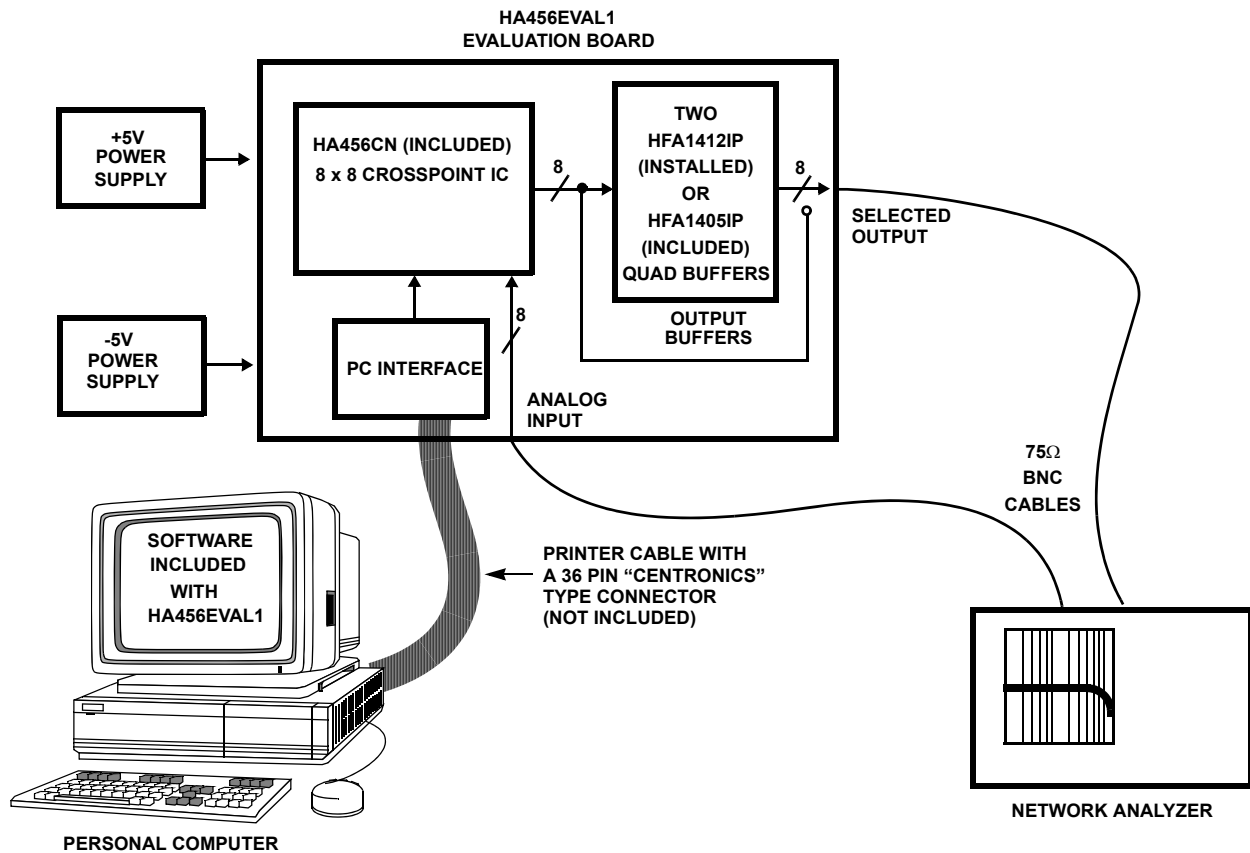 HA456EVAL1
EVALUATION BOARD
+5V
POWER
SUPPLY
HA456CN (INCLUDED)
8 x 8 CROSSPOINT IC
8
TWO
HFA1412IP
(INSTALLED)
OR
HFA1405IP
(INCLUDED)
QUAD BUFFERS
8
SELECTED
OUTPUT
OUTPUT
BUFFERS
-5V
POWER
SUPPLY
PC INTERFACE
8
ANALOG
INPUT
75Ω
BNC
CABLES
SOFTWARE
INCLUDED
WITH
HA456EVAL1
PRINTER CABLE WITH
A 36 PIN “CENTRONICS”
TYPE CONNECTOR
(NOT INCLUDED)
NETWORK ANALYZER
PERSONAL COMPUTER